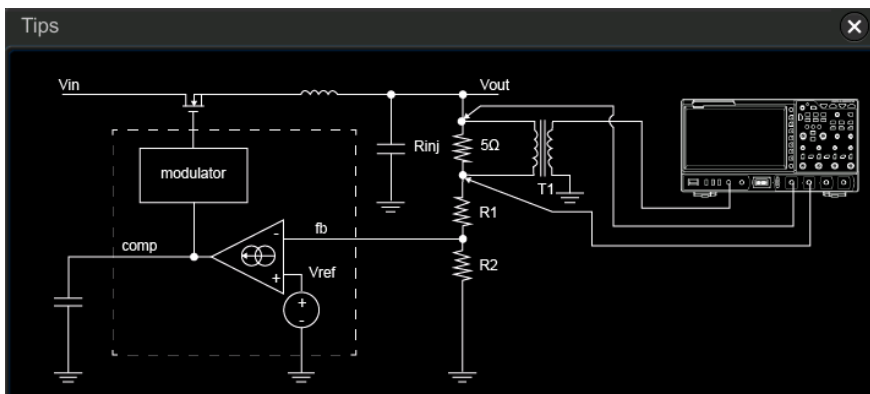 Tips
Vin
Vout
Rinj
5Ω
modulator
T1
R1
comp
fb
Vref
R2
+
-
-
+